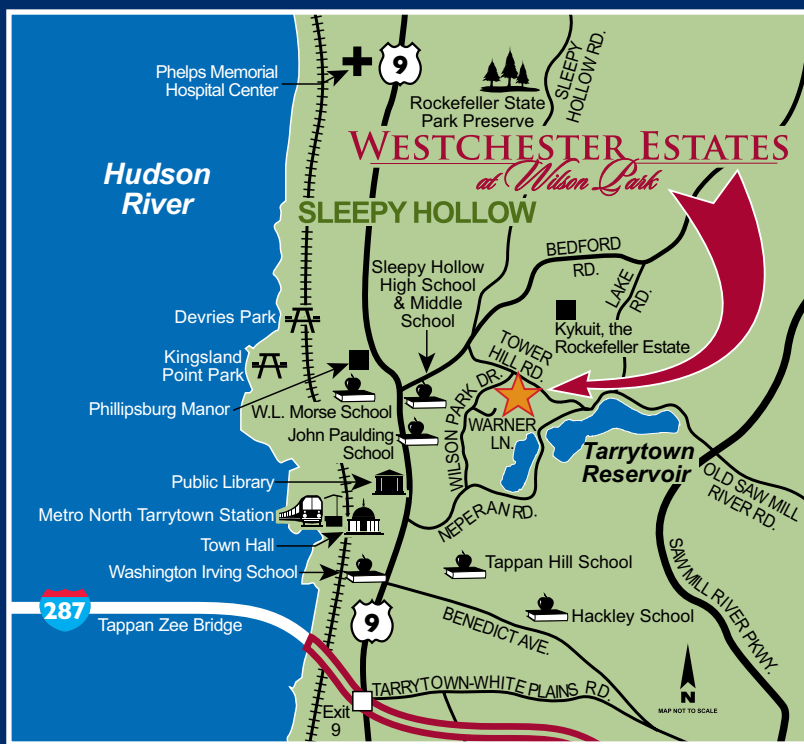 Phelps Memorial
Hospital Center
9
Rockefeller State
Park Preserve
SLEEPY
HOLLOW RD.
WESTCHESTER ESTATES
at Wilson Park
Hudson
River
SLEEPY HOLLOW
BEDFORD
RD.
LAKE
RD.
Sleepy Hollow
High School
& Middle
School
Devries Park
Kykuit, the
Rockefeller Estate
TOWER
HILL RD.
Kingsland
Point Park
Phillipsburg Manor
W.L. Morse School
WILSON PARK DR.
WARNER
LN.
John Paulding
School
Tarrytown
Reservoir
Public Library
OLD SAW MILL
RIVER RD.
Metro North Tarrytown Station
NEPERAN RD.
Town Hall
Washington Irving School
Tappan Hill School
SAW MILL RIVER PKWY.
287
Tappan Zee Bridge
9
BENEDICT AVE.
Hackley School
TARRYTOWN-WHITE PLAINS RD.
Exit
9
N
MAP NOT TO SCALE